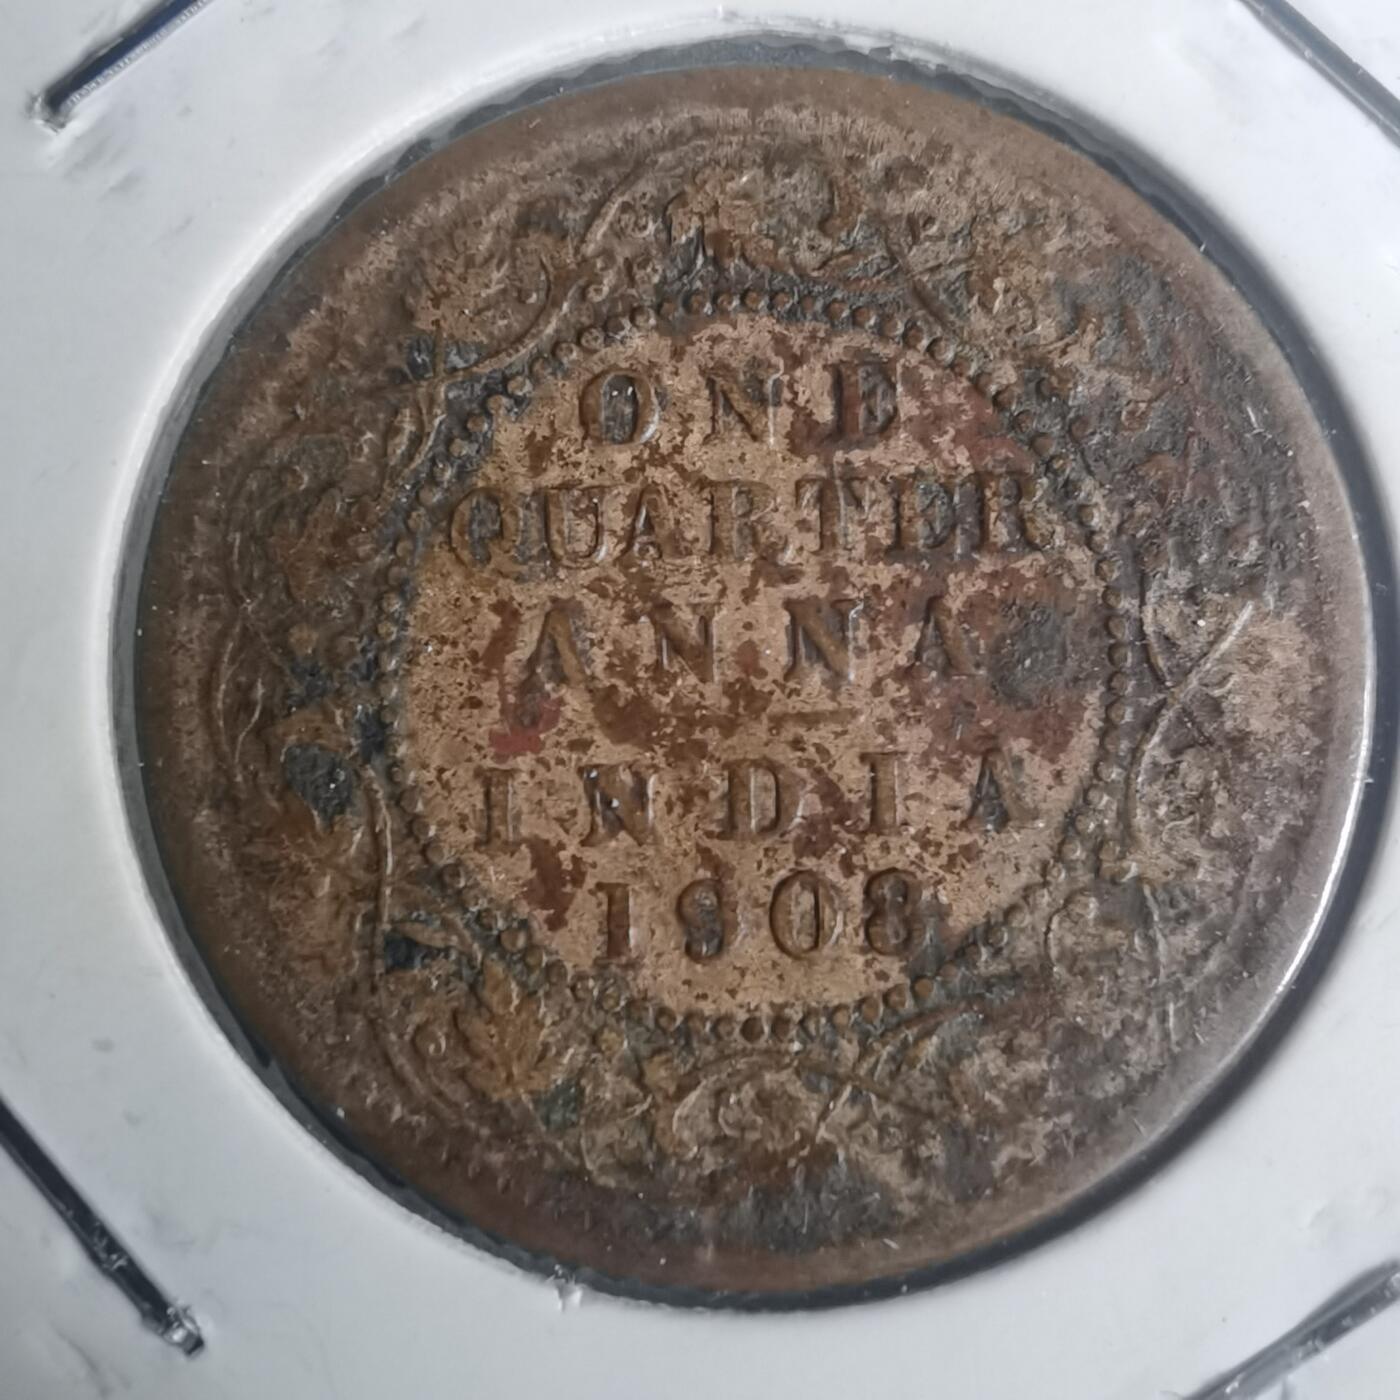 ONE
QUARTER
ANNA
INDIA
1908